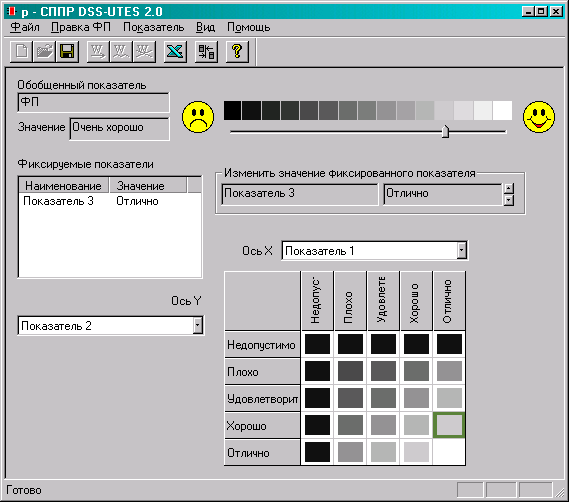 p - СППР DSS-UTES 2.0
Файл Правка ФП Показатель Вид Помощь
Обобщенный показатель
ФП
Значение Очень хорошо
Фиксируемые показатели
Наименование Значение
Показатель 3 Отлично
Изменить значение фиксированного показателя
Показатель 3 Отлично
Ось X Показатель 1
Ось Y
Показатель 2
Недопус Плохо Удовлетв Хорошо Отлично
Недопустимо
Плохо
Удовлетворит
Хорошо
Отлично
Готово